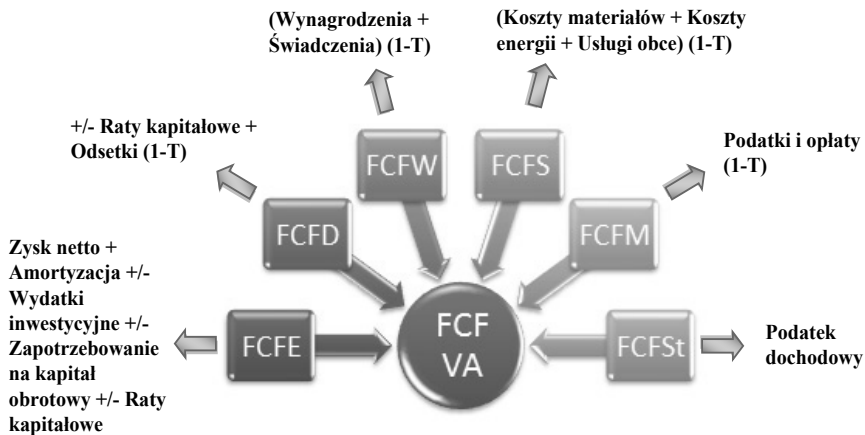 (Wynagrodzenia +
Świadczenia) (1-T)
(Koszty materiałów + Koszty
energii + Usługi obce) (1-T)
+/- Raty kapitałowe +
Odsetki (1-T)
Podatki i opłaty
(1-T)
FCFW
FCFS
FCFD
FCFM
Zysk netto +
Amortyzacja +/-
Wydatki
inwestycyjne +/-
Zapotrzebowanie
na kapitał
obrotowy +/- Raty
kapitałowe
FCFE
FCF
VA
FCFSt
Podatek
dochodowy